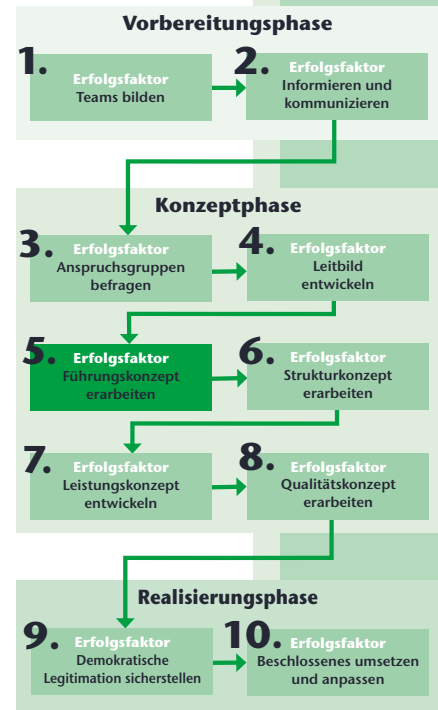 Vorbereitungsphase
1.
Erfolgsfaktor
Teams bilden
2.
Erfolgsfaktor
Informieren und
kommunizieren
Konzeptphase
3.
Erfolgsfaktor
Anspruchsgruppen
befragen
4.
Erfolgsfaktor
Leitbild
entwickeln
5.
Erfolgsfaktor
Führungskonzept
erarbeiten
6.
Erfolgsfaktor
Strukturkonzept
erarbeiten
7.
Erfolgsfaktor
Leistungskonzept
entwickeln
8.
Erfolgsfaktor
Qualitätskonzept
erarbeiten
Realisierungsphase
9.
Erfolgsfaktor
Demokratische
Legitimation sicherstellen
10.
Erfolgsfaktor
Beschlossenes umsetzen
und anpassen